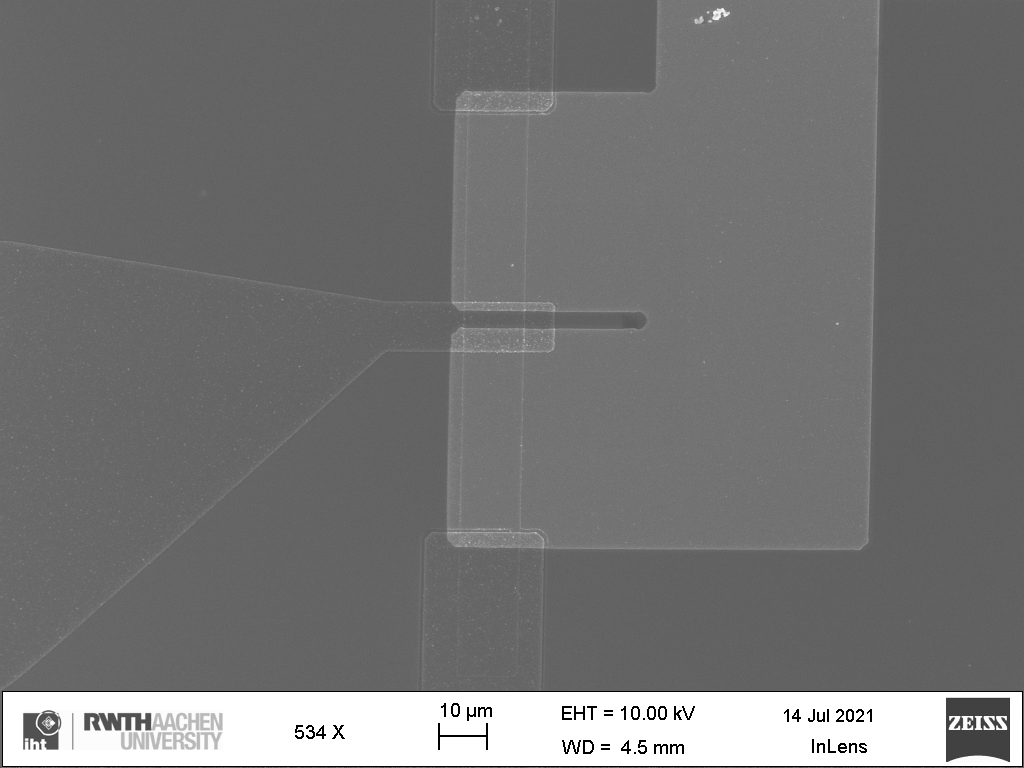 iht
RWTHAACHEN
UNIVERSITY
534 X
10 µm
EHT = 10.00 kV
WD = 4.5 mm
14 Jul 2021
InLens
ZEISS